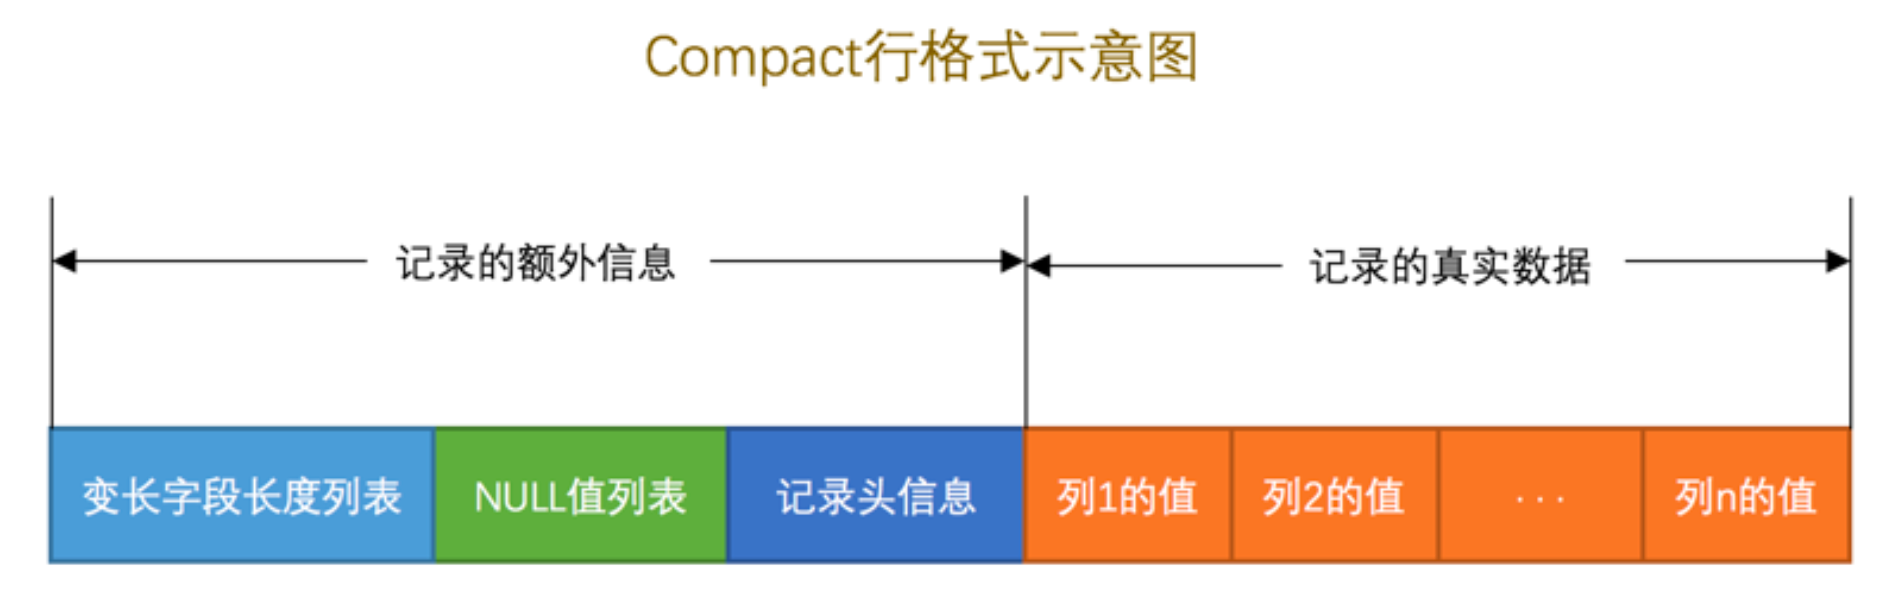 Compact行格式示意图
记录的额外信息 记录的真实数据
变长字段长度列表 NULL值列表 记录头信息 列1的值 列2的值 ... 列n的值